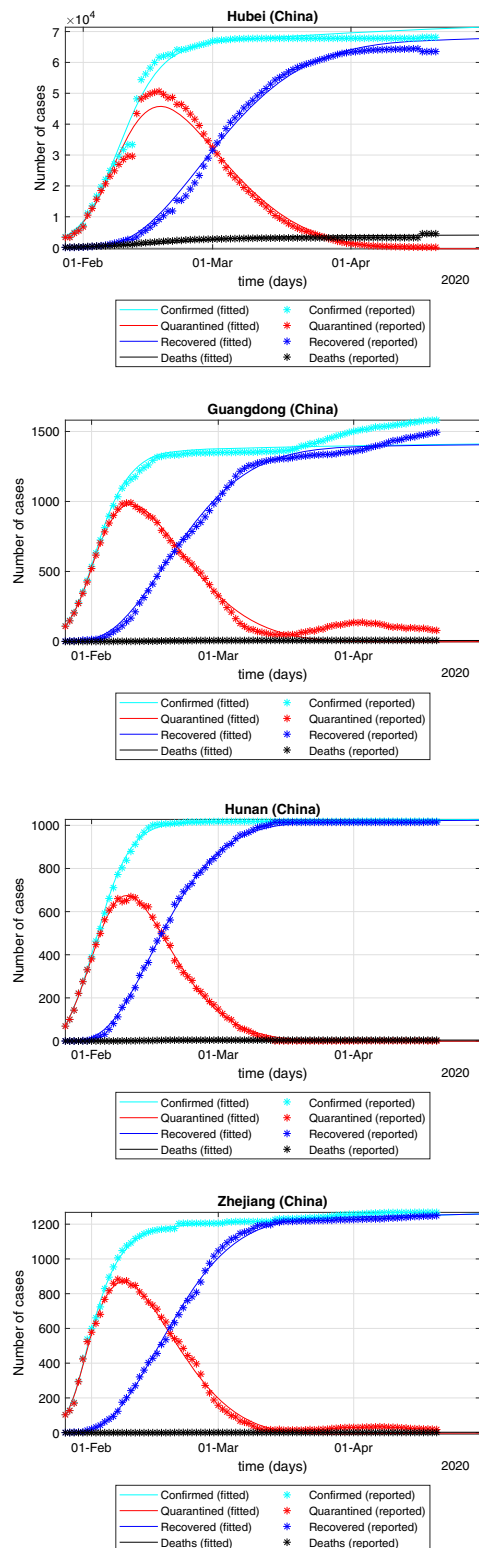 Hubei (China)
×10⁴
7
6
5
4
3
2
1
0
Number of cases
01-Feb 01-Mar 01-Apr
time (days) 2020
Confirmed (fitted) Confirmed (reported)
Quarantined (fitted) Quarantined (reported)
Recovered (fitted) Recovered (reported)
Deaths (fitted) Deaths (reported)
Guangdong (China)
1500
1000
500
0
Number of cases
01-Feb 01-Mar 01-Apr
time (days) 2020
Confirmed (fitted) Confirmed (reported)
Quarantined (fitted) Quarantined (reported)
Recovered (fitted) Recovered (reported)
Deaths (fitted) Deaths (reported)
Hunan (China)
1000
800
600
400
200
0
Number of cases
01-Feb 01-Mar 01-Apr
time (days) 2020
Confirmed (fitted) Confirmed (reported)
Quarantined (fitted) Quarantined (reported)
Recovered (fitted) Recovered (reported)
Deaths (fitted) Deaths (reported)
Zhejiang (China)
1200
1000
800
600
400
200
0
Number of cases
01-Feb 01-Mar 01-Apr
time (days) 2020
Confirmed (fitted) Confirmed (reported)
Quarantined (fitted) Quarantined (reported)
Recovered (fitted) Recovered (reported)
Deaths (fitted) Deaths (reported)